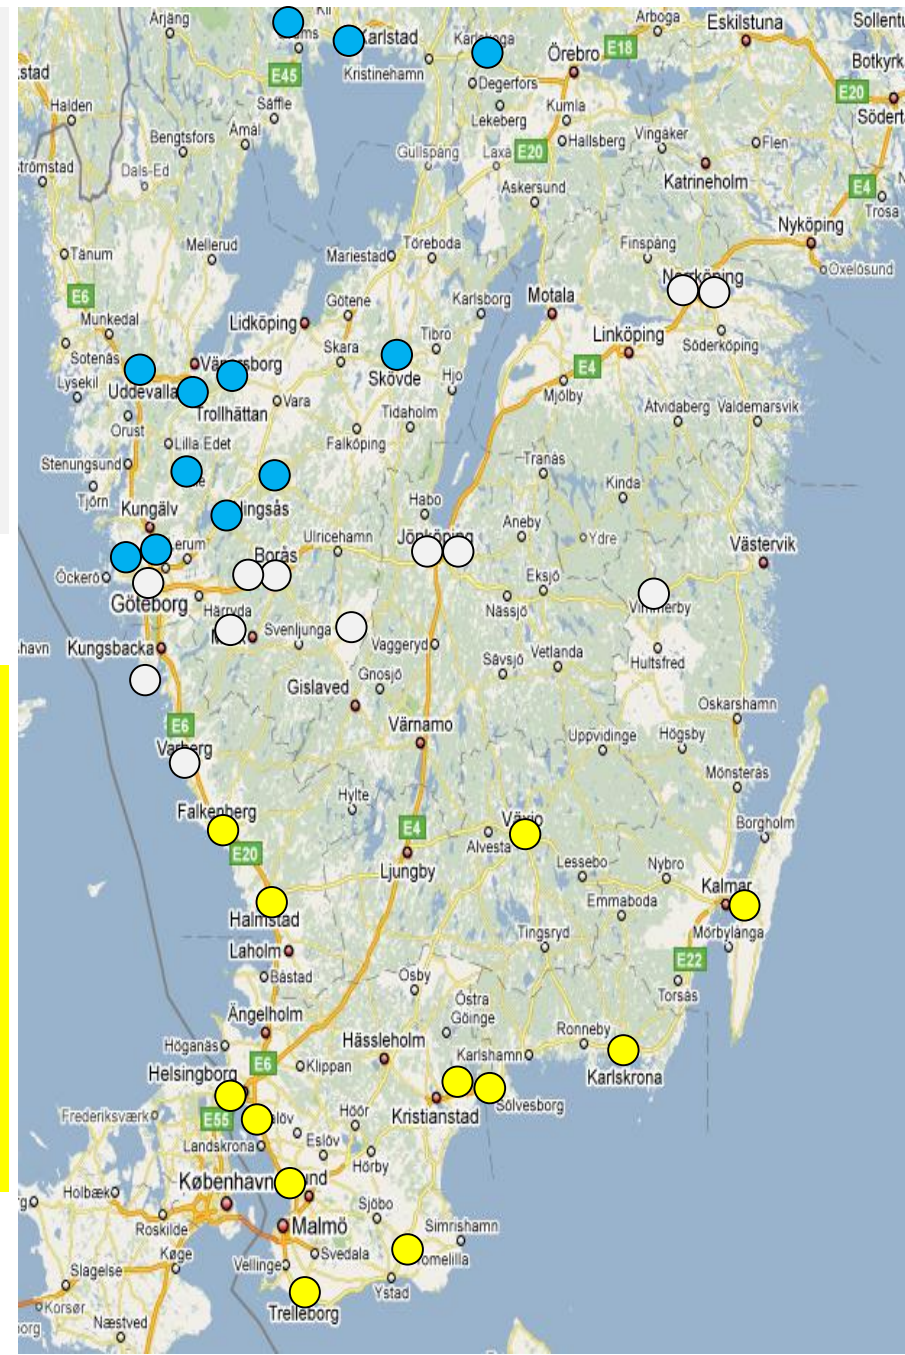 Årjäng
Kil
Arboga
Eskilstuna
Karlstad
E18
Örebro
E45
Kristinehamn
Degerfors
E20
Halden
Säffle
Lekeberg
Kumla
Bengtsfors
Åmål
Hallsberg
Vingåker
Flen
Gullspång
Laxå
E20
Dals-Ed
Askersund
Katrineholm
E4
Trosa
Nyköping
Mellerud
Finspång
Tanum
Mariestad
Töreboda
Oxelösund
E6
Götene
Karlsborg
Motala
Munkedal
Lidköping
Linköping
Söderköping
Tibro
Skara
Sotenäs
E4
Lysekil
Uddevalla
Skövde
Hjo
Mjölby
Vara
Trollhättan
Tidaholm
Åtvidaberg
Valdemarsvik
Orust
Lilla Edet
Falköping
Stenungsund
Tranås
Tjörn
Kinda
Habo
Kungälv
Ulricehamn
Aneby
Ydre
Borås
Jönköping
Västervik
Öckerö
Eksjö
Göteborg
Härryda
Nässjö
Vimmerby
Svenljunga
Kungsbacka
Vaggeryd
Vetlanda
Sävsjö
Hultsfred
Gnosjö
Gislaved
Oskarshamn
E6
Värnamo
Uppvidinge
Högsby
Varberg
Mönsterås
Hylte
Falkenberg
Växjö
E4
Borgholm
Alvesta
E20
Lessebo
Nybro
Ljungby
Kalmar
Emmaboda
Halmstad
Tingsryd
Mörbylånga
Laholm
E22
Båstad
Osby
Torsås
Östra
Göinge
Ängelholm
Ronneby
Hässleholm
Höganäs
Karlshamn
E6
Klippan
Helsingborg
Karlskrona
Sölvesborg
Frederiksværk
E55
Höör
Kristianstad
Landskrona
Eslöv
Hörby
København
Holbæk
Sjöbo
Roskilde
Malmö
Simrishamn
Køge
Svedala
Vellinge
Slagelse
Ystad
Korsør
Trelleborg
Næstved